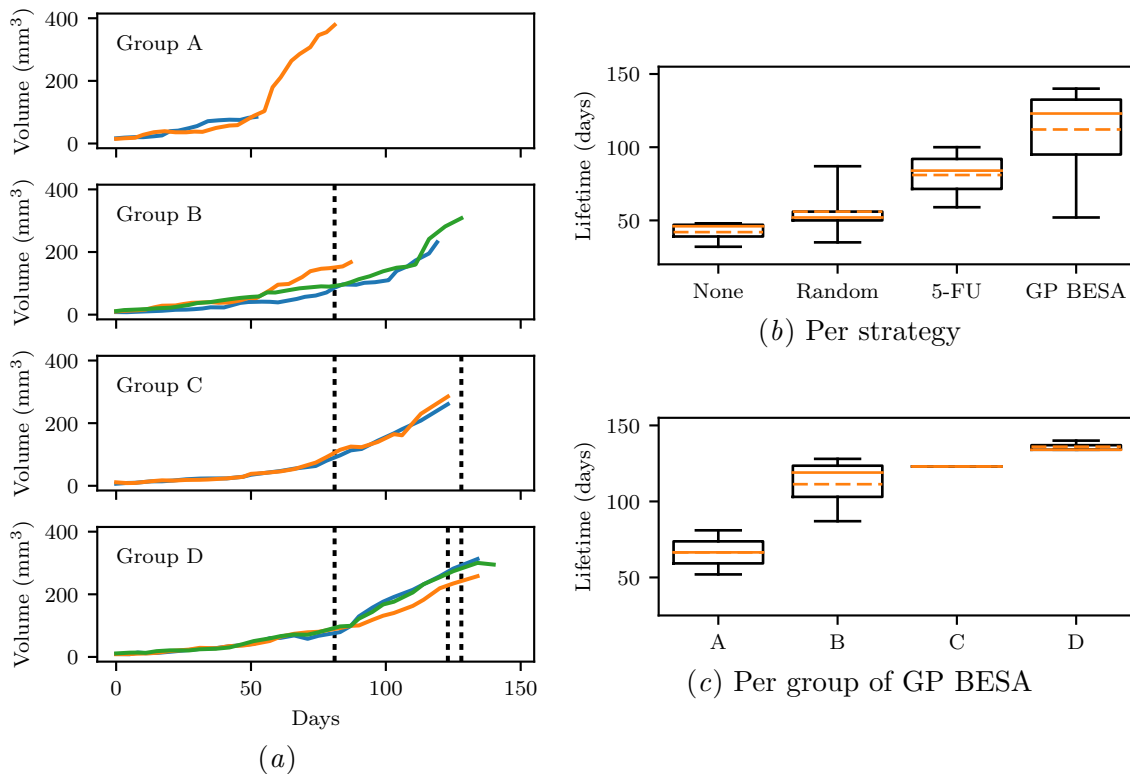 400
200
0
Volume (mm³)
Group A
400
200
0
Volume (mm³)
Group B
400
200
0
Volume (mm³)
Group C
400
200
0
Volume (mm³)
Group D
0 50 100 150
Days
(a)
150
100
50
Lifetime (days)
None Random 5-FU GP BESA
(b) Per strategy
150
100
50
Lifetime (days)
A B C D
(c) Per group of GP BESA